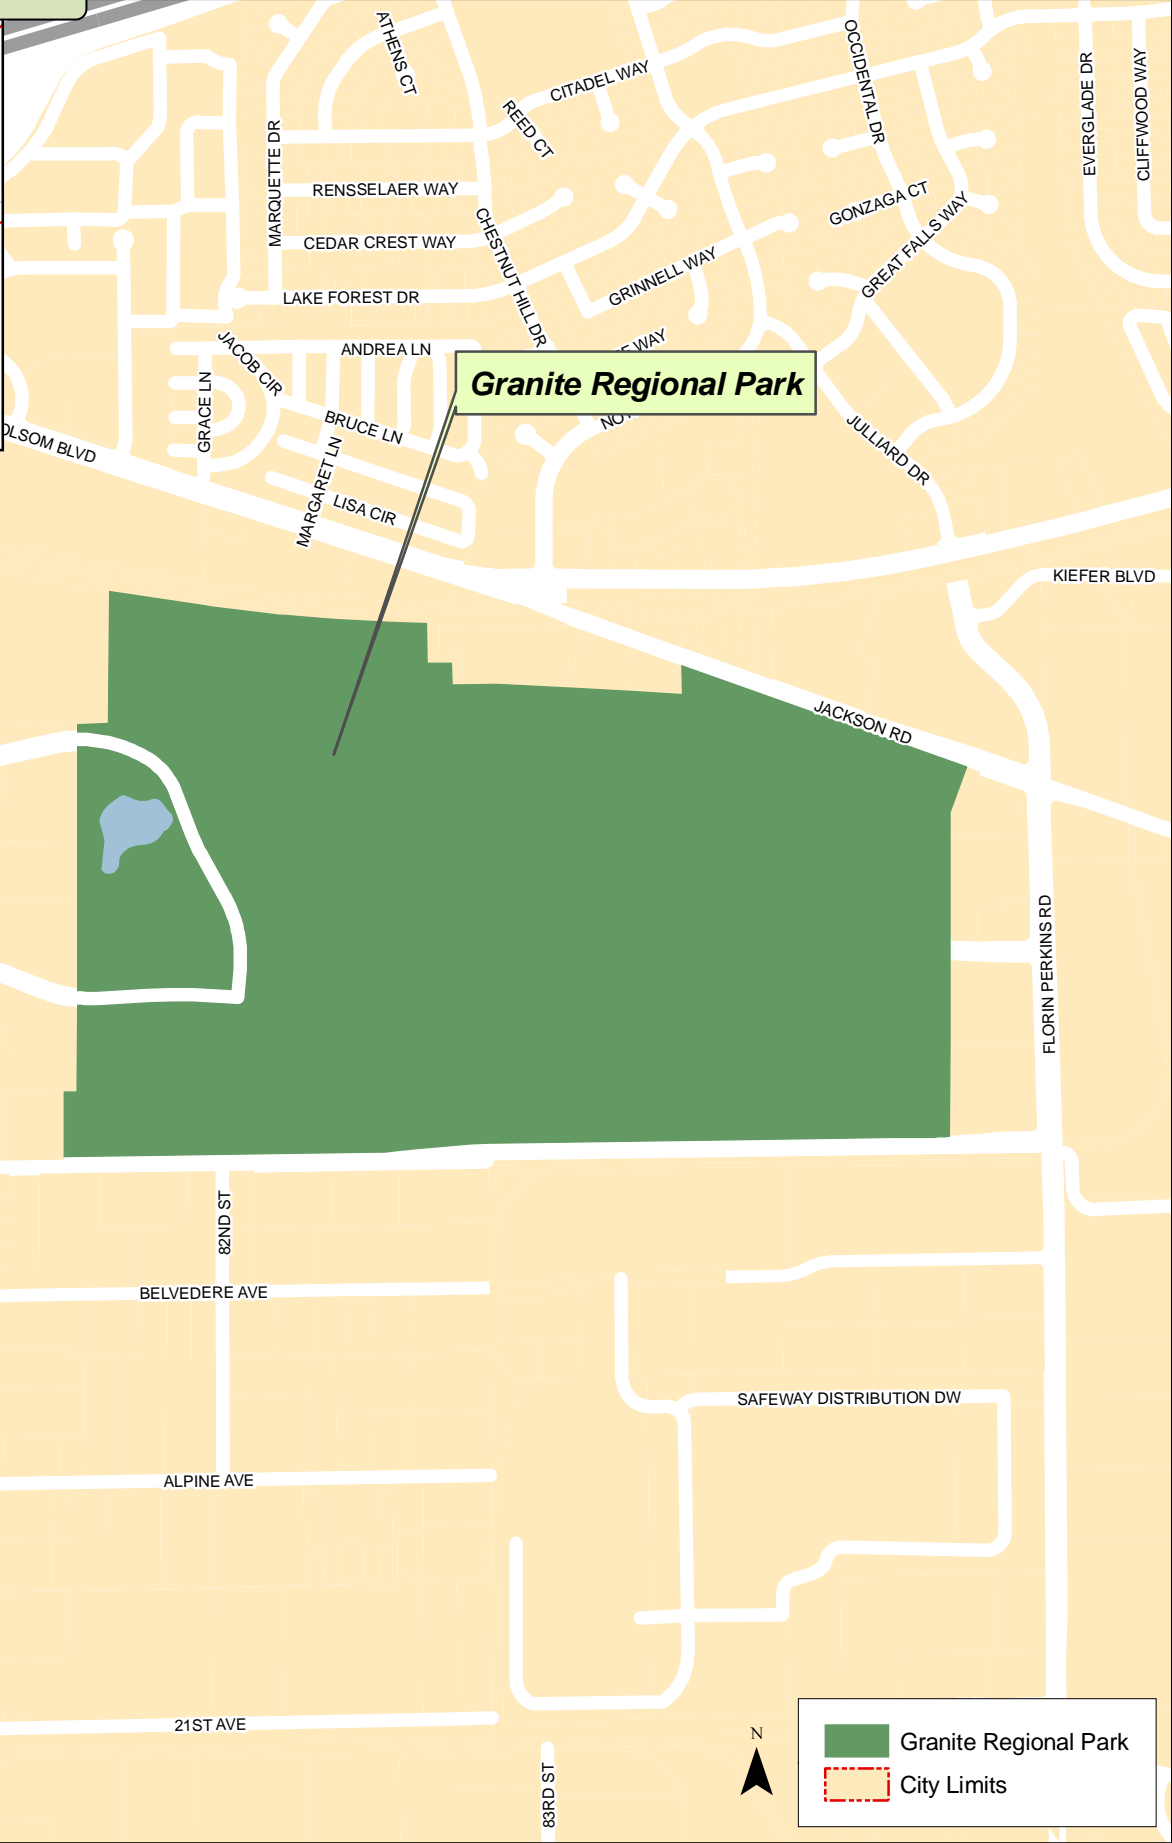 ATHENS CT
OCCIDENTAL DR
CITADEL WAY
EVERGLADE DR
CLIFFWOOD WAY
REED CT
MARQUETTE DR
RENSSELAER WAY
GONZAGA CT
CEDAR CREST WAY
CHESTNUT HILL DR
GREAT FALLS WAY
GRINNELL WAY
LAKE FOREST DR
JACOB CIR
ANDREA LN
WAY
Granite Regional Park
GRACE LN
BRUCE LN
NO
JULLIARD DR
OLSOM BLVD
MARGARET LN
LISA CIR
KIEFER BLVD
JACKSON RD
FLORIN PERKINS RD
82ND ST
BELVEDERE AVE
SAFEWAY DISTRIBUTION DW
ALPINE AVE
21ST AVE
83RD ST
N
Granite Regional Park
City Limits